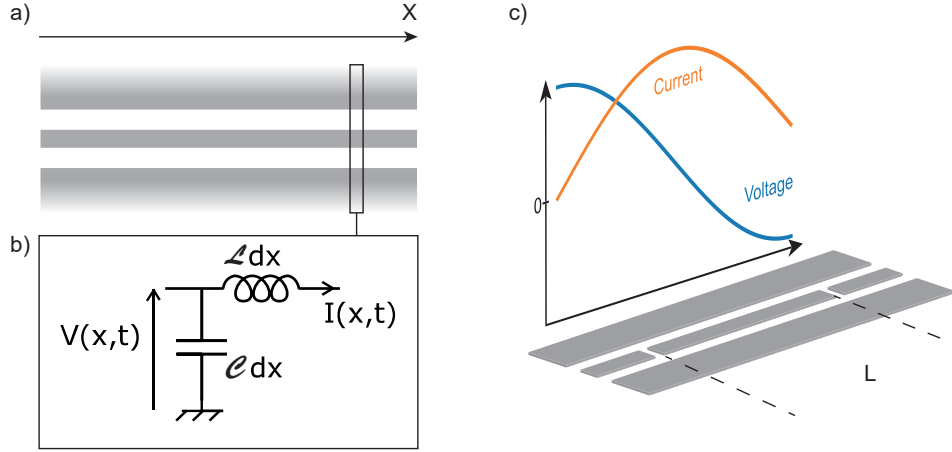 a)
X
b)
ℒdx
I(x,t)
V(x,t)
𝒞dx
c)
Current
Voltage
0
L